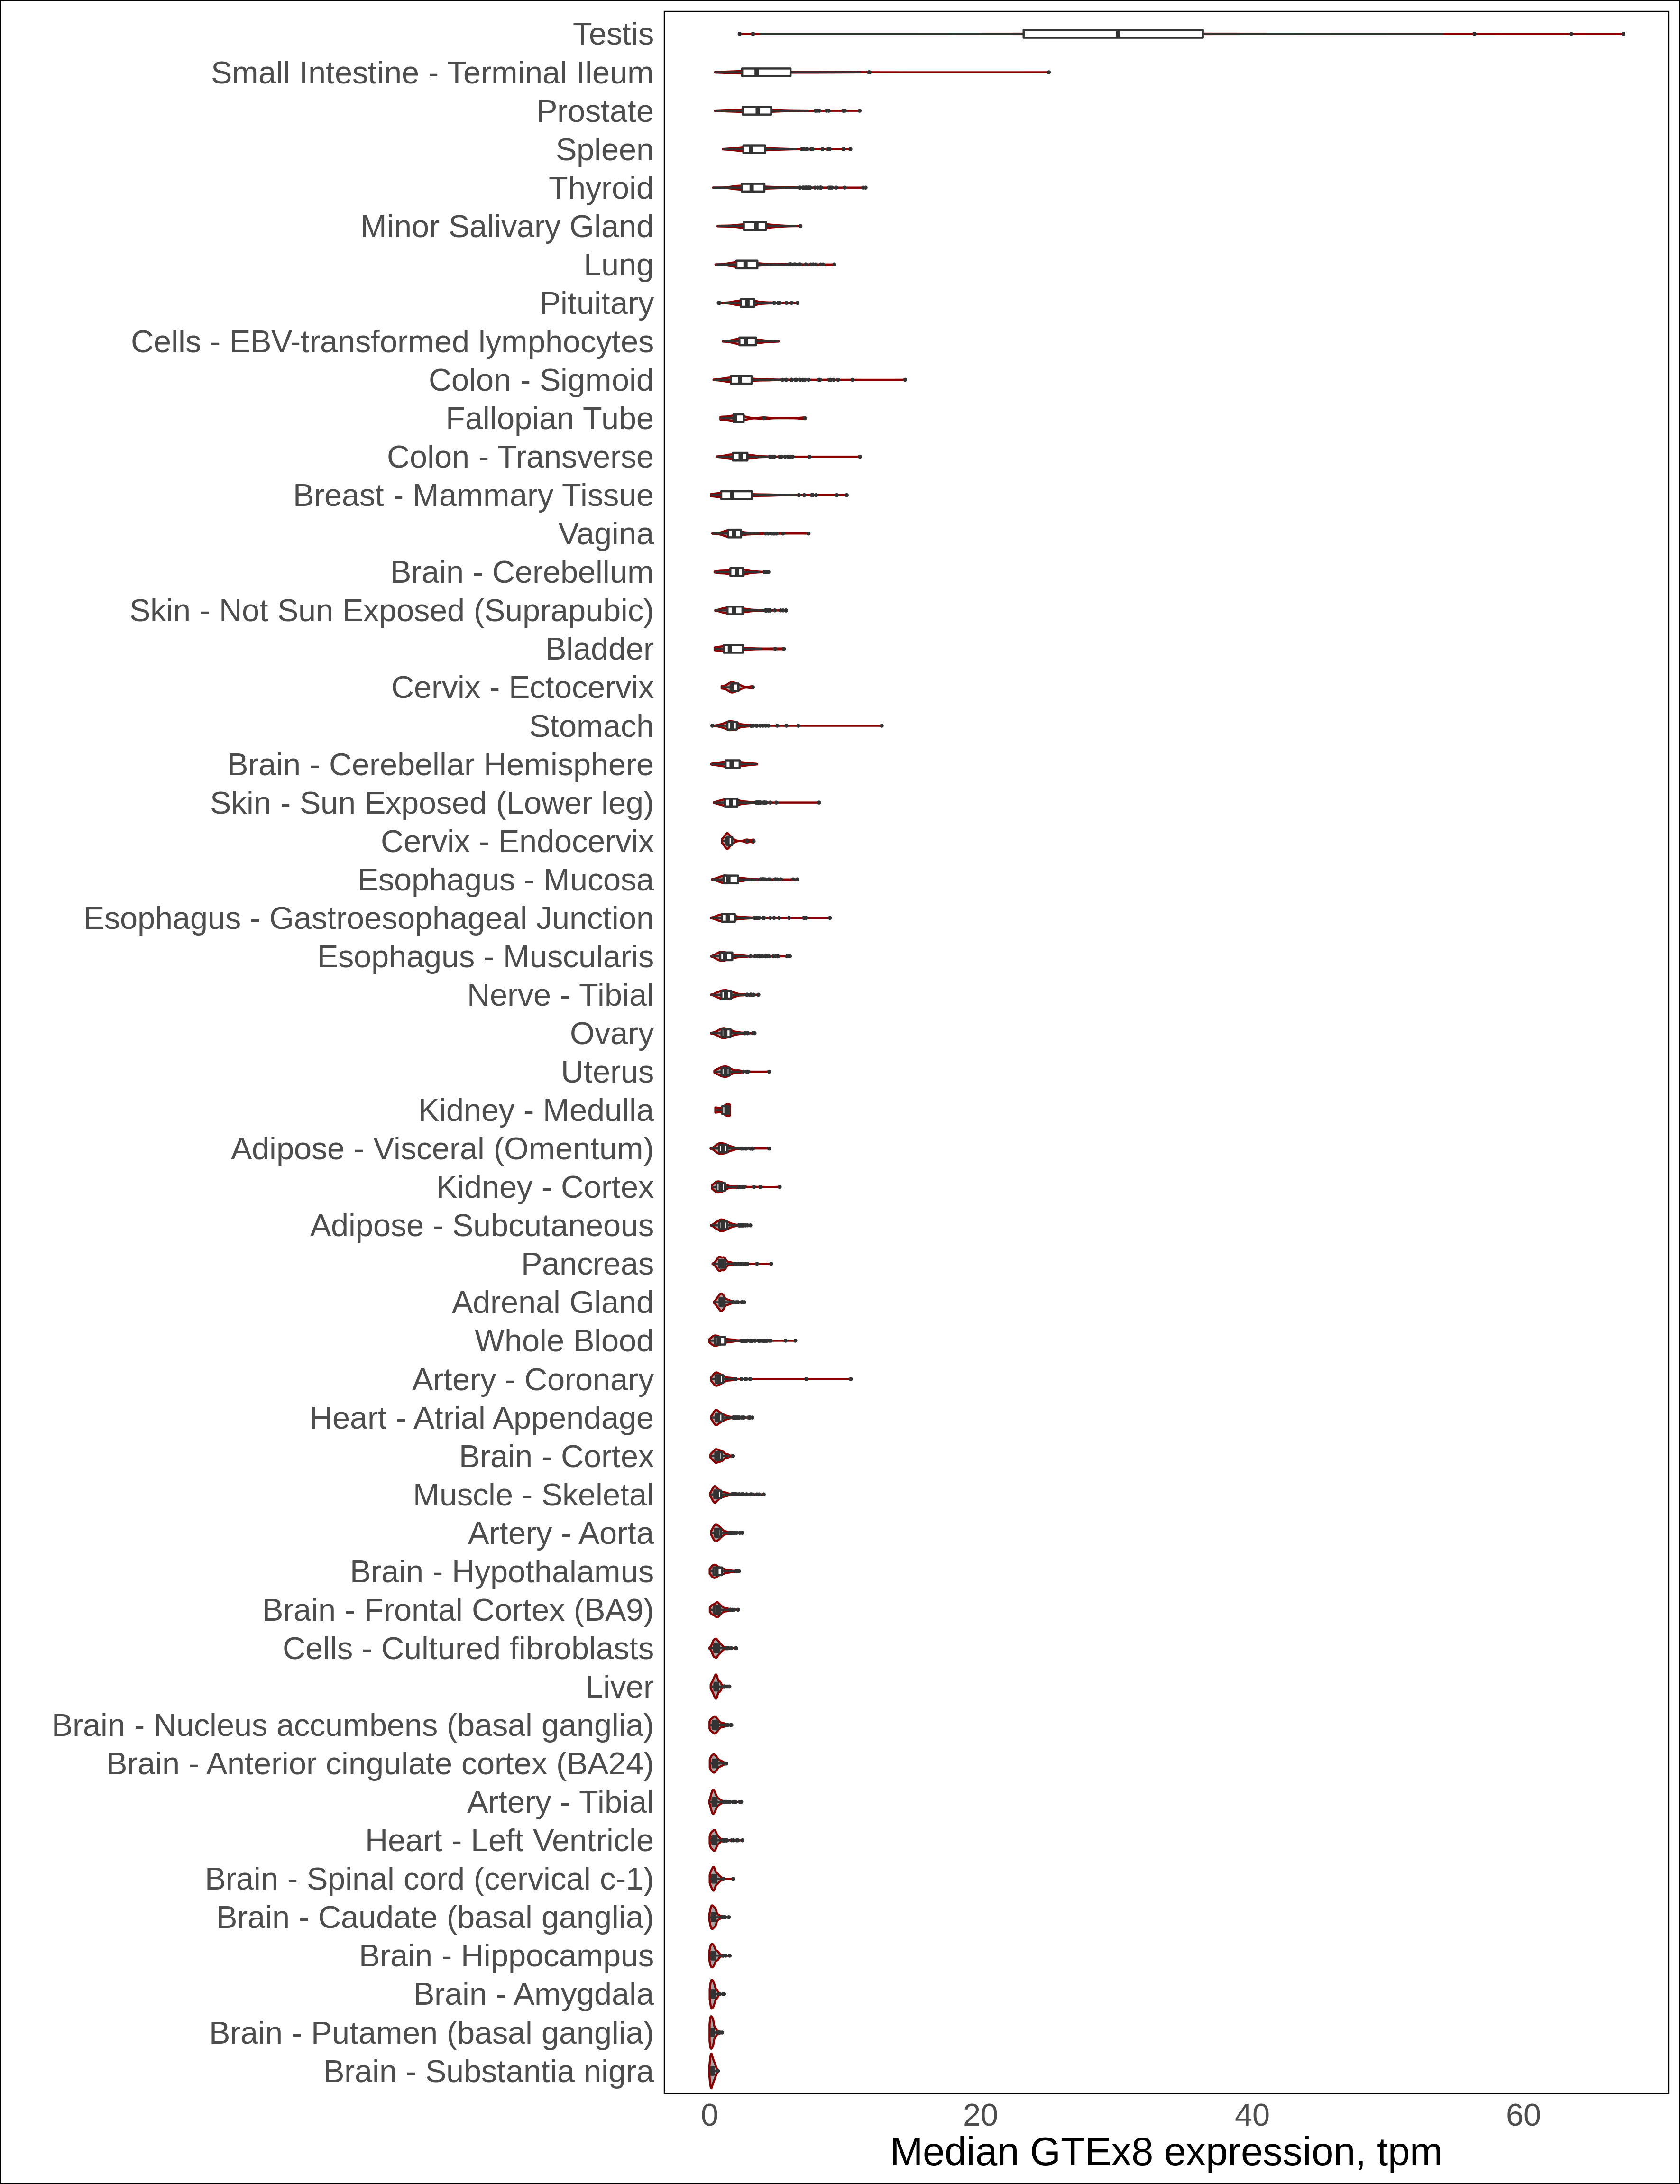 Testis
Small Intestine - Terminal Ileum
Prostate
Spleen
Thyroid
Minor Salivary Gland
Lung
Pituitary
Cells - EBV-transformed lymphocytes
Colon - Sigmoid
Fallopian Tube
Colon - Transverse
Breast - Mammary Tissue
Vagina
Brain - Cerebellum
Skin - Not Sun Exposed (Suprapubic)
Bladder
Cervix - Ectocervix
Stomach
Brain - Cerebellar Hemisphere
Skin - Sun Exposed (Lower leg)
Cervix - Endocervix
Esophagus - Mucosa
Esophagus - Gastroesophageal Junction
Esophagus - Muscularis
Nerve - Tibial
Ovary
Uterus
Kidney - Medulla
Adipose - Visceral (Omentum)
Kidney - Cortex
Adipose - Subcutaneous
Pancreas
Adrenal Gland
Whole Blood
Artery - Coronary
Heart - Atrial Appendage
Brain - Cortex
Muscle - Skeletal
Artery - Aorta
Brain - Hypothalamus
Brain - Frontal Cortex (BA9)
Cells - Cultured fibroblasts
Liver
Brain - Nucleus accumbens (basal ganglia)
Brain - Anterior cingulate cortex (BA24)
Artery - Tibial
Heart - Left Ventricle
Brain - Spinal cord (cervical c-1)
Brain - Caudate (basal ganglia)
Brain - Hippocampus
Brain - Amygdala
Brain - Putamen (basal ganglia)
Brain - Substantia nigra
0 20 40 60
Median GTEx8 expression, tpm